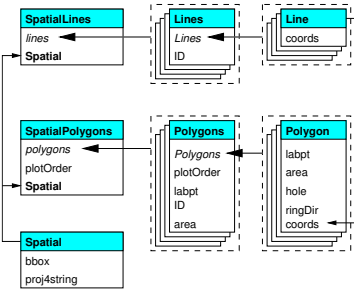 SpatialLines
lines
Spatial
Lines
Lines
ID
Line
coords
SpatialPolygons
polygons
plotOrder
Spatial
Polygons
Polygons
plotOrder
labpt
ID
area
Polygon
labpt
area
hole
ringDir
coords
Spatial
bbox
proj4string